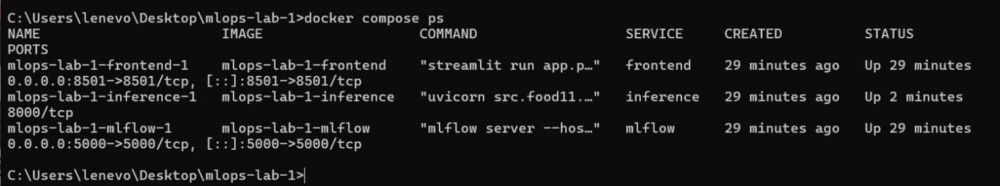 C:\Users\lenevo\Desktop\mlops-lab-1>docker compose ps
NAME                     IMAGE                   COMMAND                  SERVICE     CREATED          STATUS
PORTS
mlops-lab-1-frontend-1    mlops-lab-1-frontend    "streamlit run app.p…"   frontend    29 minutes ago   Up 29 minutes
0.0.0.0:8501->8501/tcp, [::]:8501->8501/tcp
mlops-lab-1-inference-1   mlops-lab-1-inference   "uvicorn src.food11.…"   inference   29 minutes ago   Up 2 minutes
8000/tcp
mlops-lab-1-mlflow-1      mlops-lab-1-mlflow      "mlflow server --hos…"   mlflow      29 minutes ago   Up 29 minutes
0.0.0.0:5000->5000/tcp, [::]:5000->5000/tcp
C:\Users\lenevo\Desktop\mlops-lab-1>